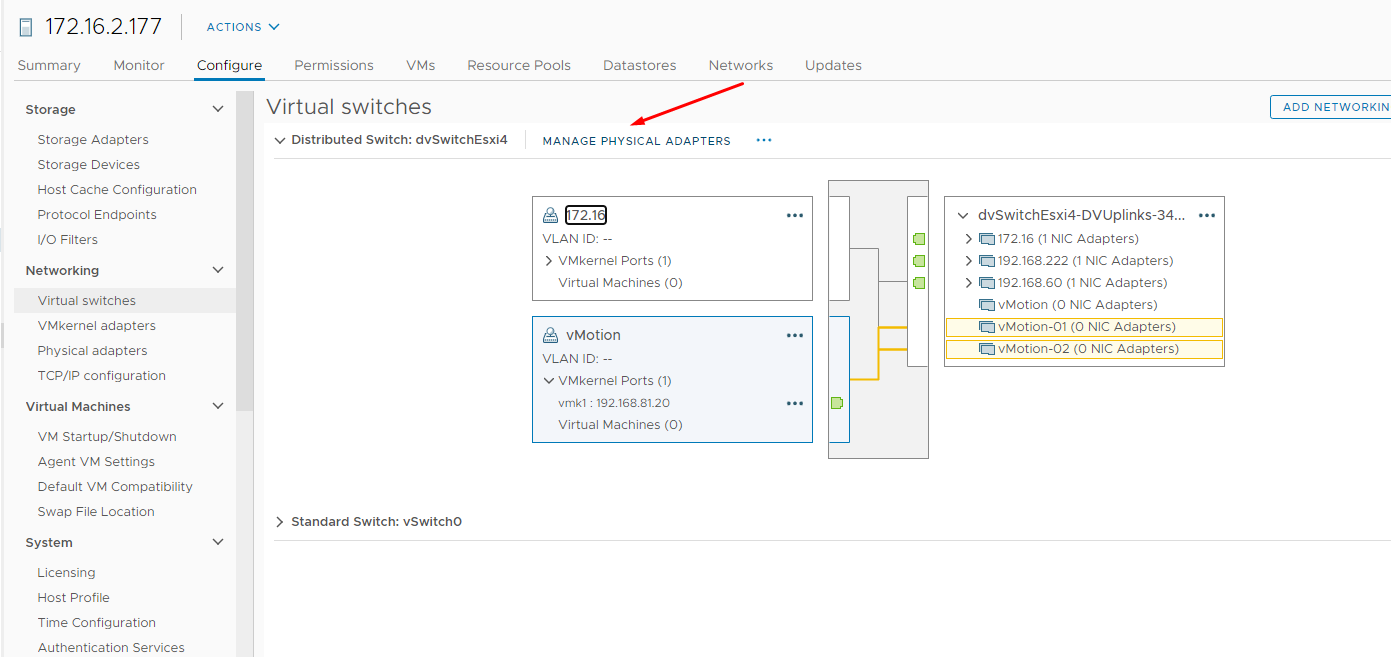 172.16.2.177
ACTIONS
Summary
Monitor
Configure
Permissions
VMs
Resource Pools
Datastores
Networks
Updates
Storage
Storage Adapters
Storage Devices
Host Cache Configuration
Protocol Endpoints
I/O Filters
Networking
Virtual switches
VMkernel adapters
Physical adapters
TCP/IP configuration
Virtual Machines
VM Startup/Shutdown
Agent VM Settings
Default VM Compatibility
Swap File Location
System
Licensing
Host Profile
Time Configuration
Authentication Services
Virtual switches
ADD NETWORKIN
Distributed Switch: dvSwitchEsxi4
MANAGE PHYSICAL ADAPTERS
...
172.16
...
VLAN ID: --
VMkernel Ports (1)
Virtual Machines (0)
vMotion
...
VLAN ID: --
VMkernel Ports (1)
vmk1 : 192.168.81.20
...
Virtual Machines (0)
dvSwitchEsxi4-DVUplinks-34...
...
172.16 (1 NIC Adapters)
192.168.222 (1 NIC Adapters)
192.168.60 (1 NIC Adapters)
vMotion (0 NIC Adapters)
vMotion-01 (0 NIC Adapters)
vMotion-02 (0 NIC Adapters)
Standard Switch: vSwitch0